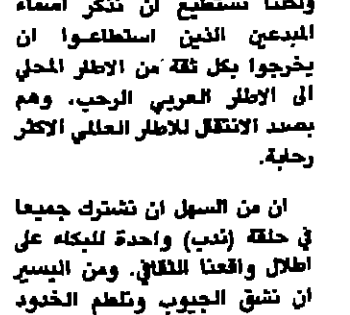 ولكننا نستطيع ان نذكر اسماء
المبدعين الذين استطاعوا ان
يخرجوا بكل ثقة من الاطار المحلي
الى الاطار العربي الرحب، وهم
بصدد الانتقال للاطار العالمي الاكثر
رحابة.
ان من السهل ان نشترك جميعا
في حلقة (ندب) واحدة للبكاء على
اطلال واقعنا الثقافي. ومن اليسير
ان نشق الجيوب ونلطم الخدود